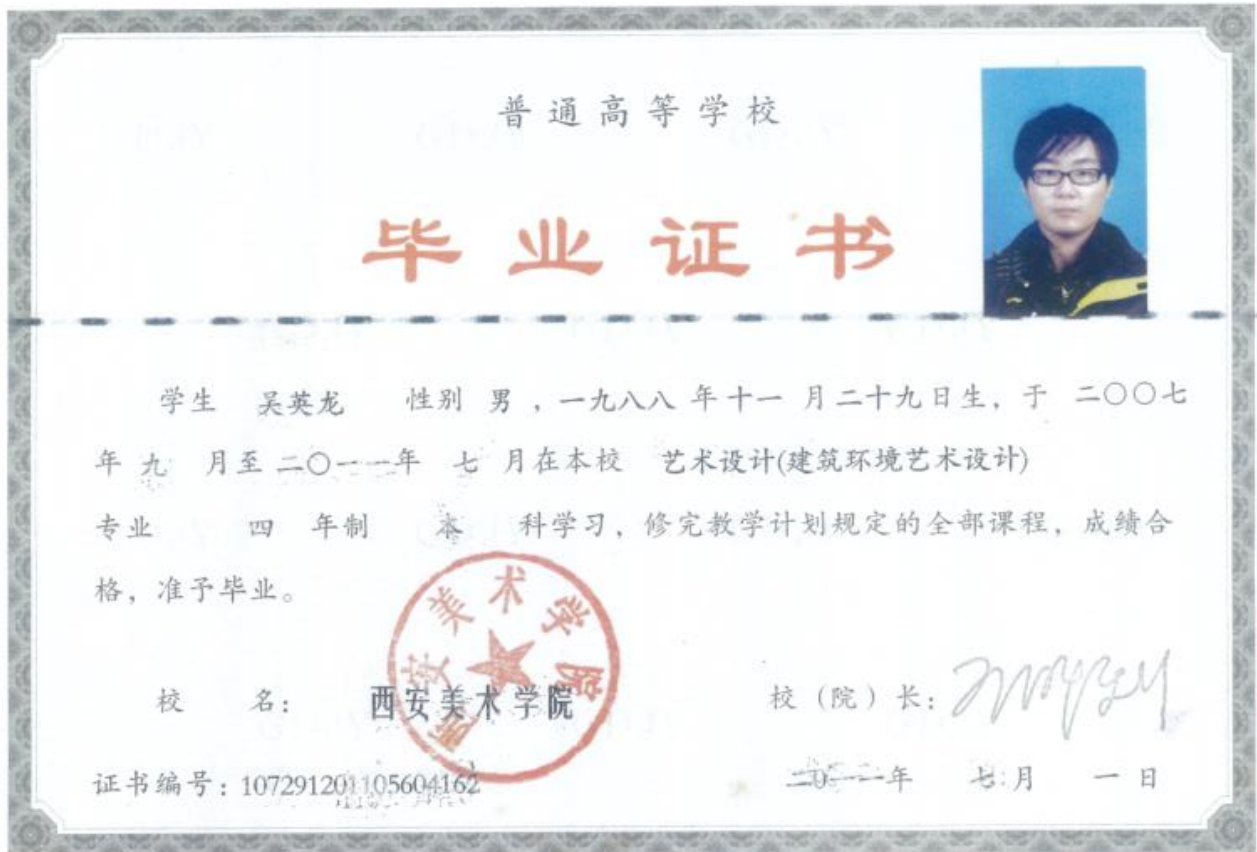 普通高等学校
毕业证书
学生 吴英龙 性别 男，一九八八 年十一 月二十九日生，于 二〇〇七
年 九 月至 二〇一一年 七 月在本校 艺术设计(建筑环境艺术设计)
专业 四 年制 本 科学习，修完教学计划规定的全部课程，成绩合
格，准予毕业。
西安美术学院
校 名： 西安美术学院 校（院）长：
证书编号：107291201105604162 二〇一一年 七月 一日